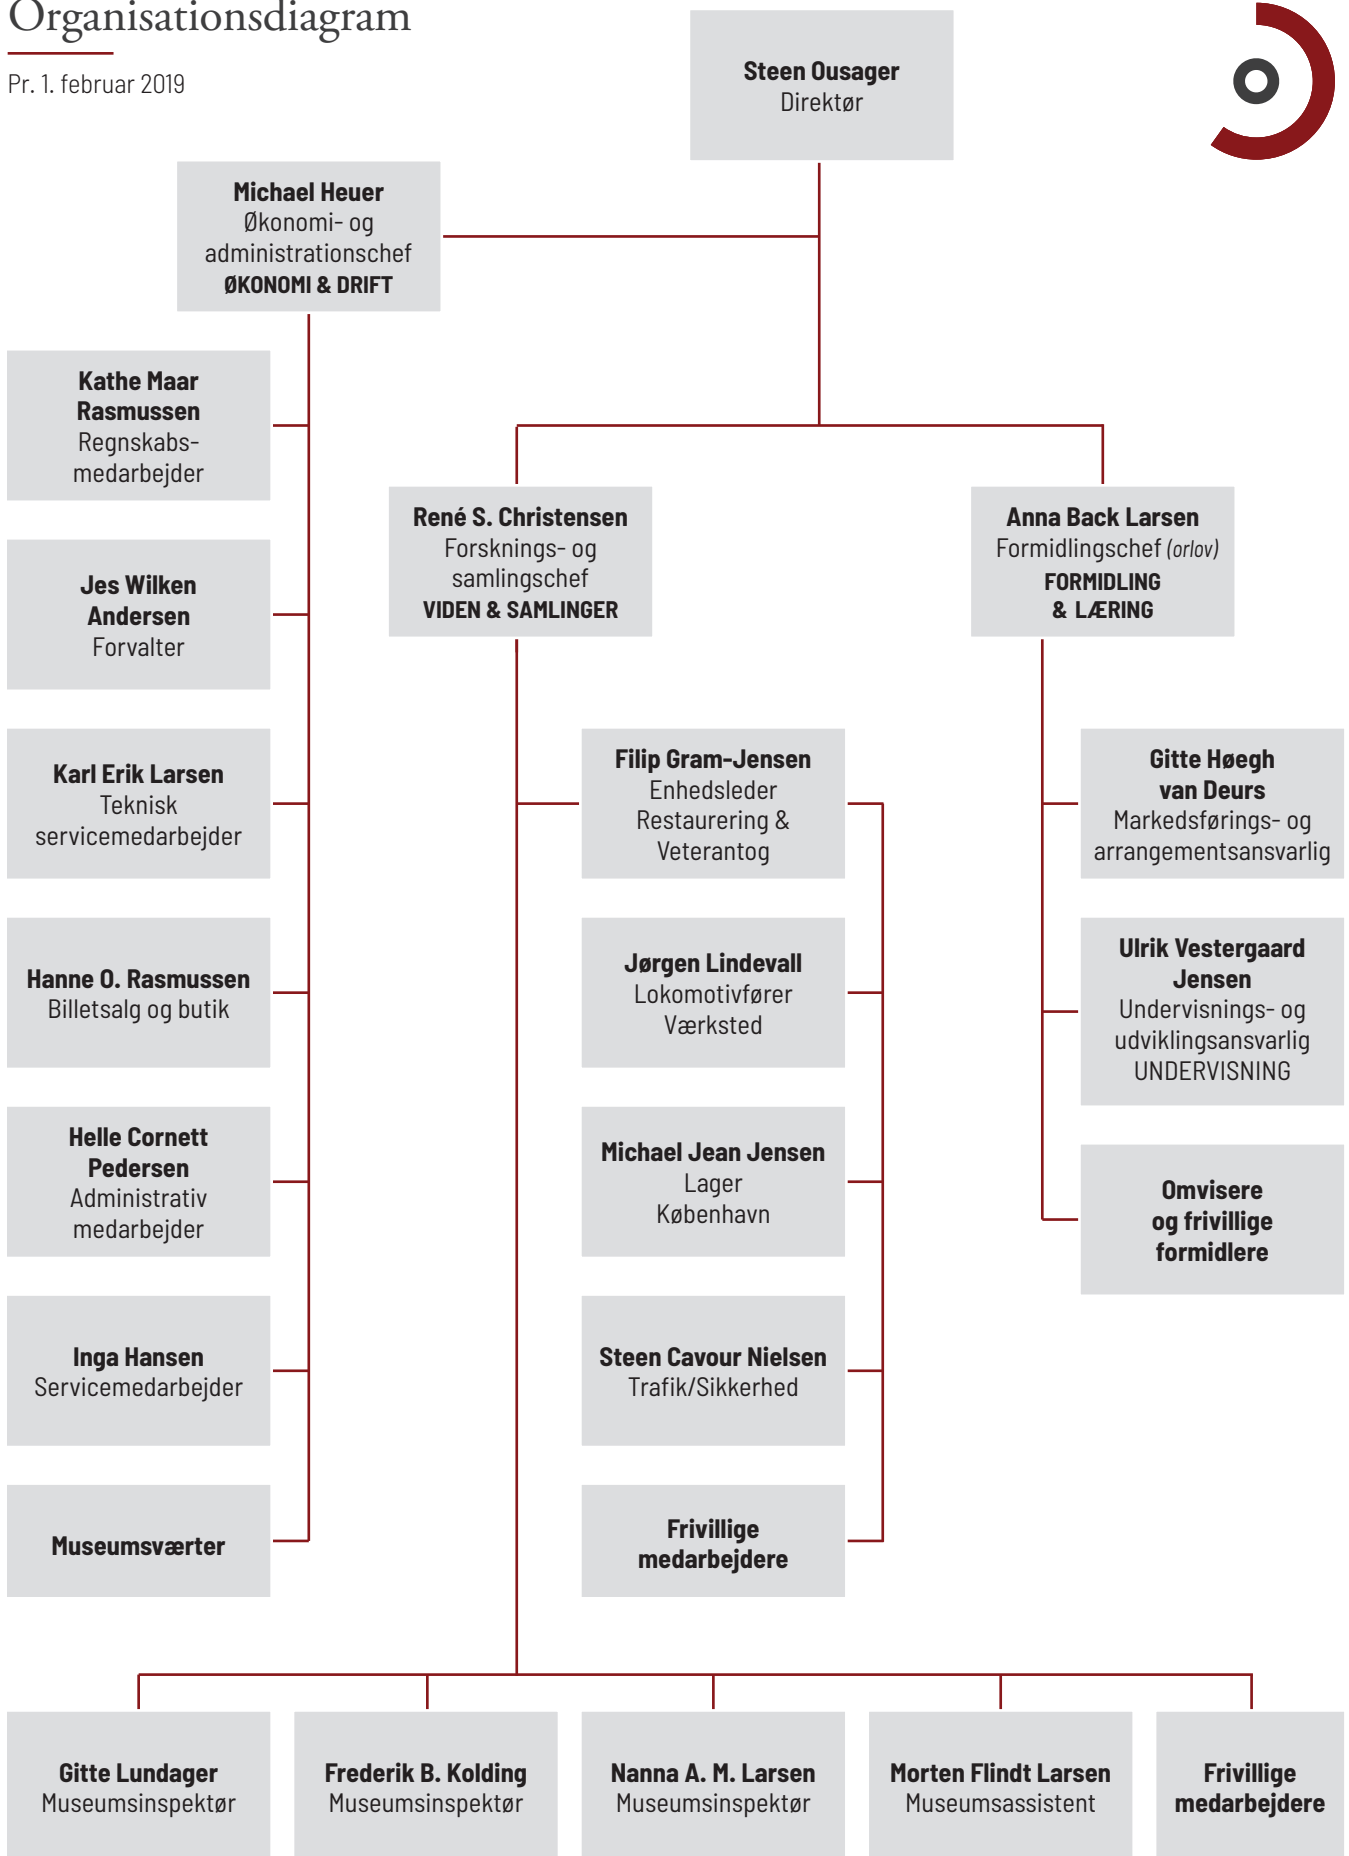 Organisationsdiagram
Pr. 1. februar 2019
Steen Ousager
Direktør
Michael Heuer
Økonomi- og
administrationschef
ØKONOMI & DRIFT
Kathe Maar
Rasmussen
Regnskabs-
medarbejder
Jes Wilken
Andersen
Forvalter
Karl Erik Larsen
Teknisk
servicemedarbejder
Hanne O. Rasmussen
Billetsalg og butik
Helle Cornett
Pedersen
Administrativ
medarbejder
Inga Hansen
Servicemedarbejder
Museumsværter
René S. Christensen
Forsknings- og
samlingschef
VIDEN & SAMLINGER
Filip Gram-Jensen
Enhedsleder
Restaurering &
Veterantog
Jørgen Lindevall
Lokomotivfører
Værksted
Michael Jean Jensen
Lager
København
Steen Cavour Nielsen
Trafik/Sikkerhed
Frivillige
medarbejdere
Anna Back Larsen
Formidlingschef (orlov)
FORMIDLING
& LÆRING
Gitte Høegh
van Deurs
Markedsførings- og
arrangementsansvarlig
Ulrik Vestergaard
Jensen
Undervisnings- og
udviklingsansvarlig
UNDERVISNING
Omvisere
og frivillige
formidlere
Gitte Lundager
Museumsinspektør
Frederik B. Kolding
Museumsinspektør
Nanna A. M. Larsen
Museumsinspektør
Morten Flindt Larsen
Museumsassistent
Frivillige
medarbejdere